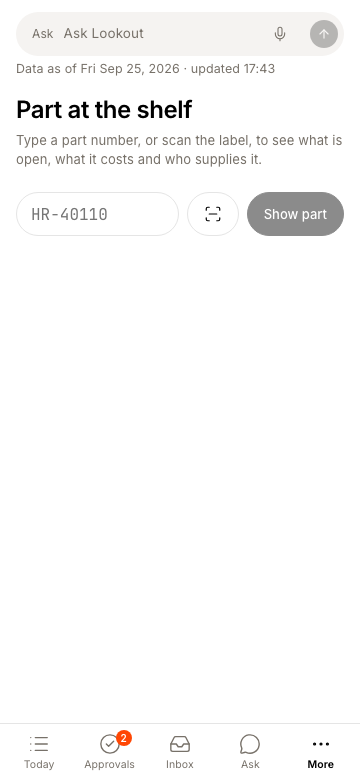 Ask Ask Lookout
Data as of Fri Sep 25, 2026 · updated 17:43
Part at the shelf
Type a part number, or scan the label, to see what is
open, what it costs and who supplies it.
HR-40110
Show part
2
Today Approvals Inbox Ask More